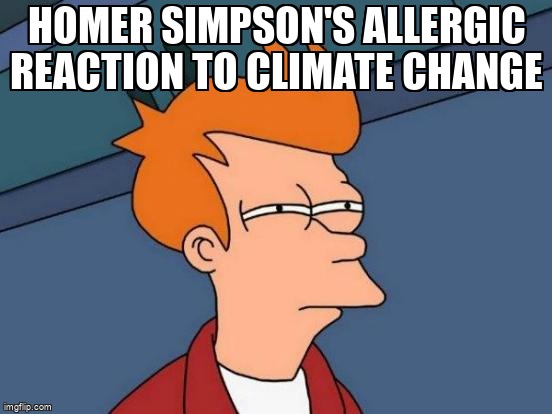 HOMER SIMPSON'S ALLERGIC
REACTION TO CLIMATE CHANGE
imgflip.com